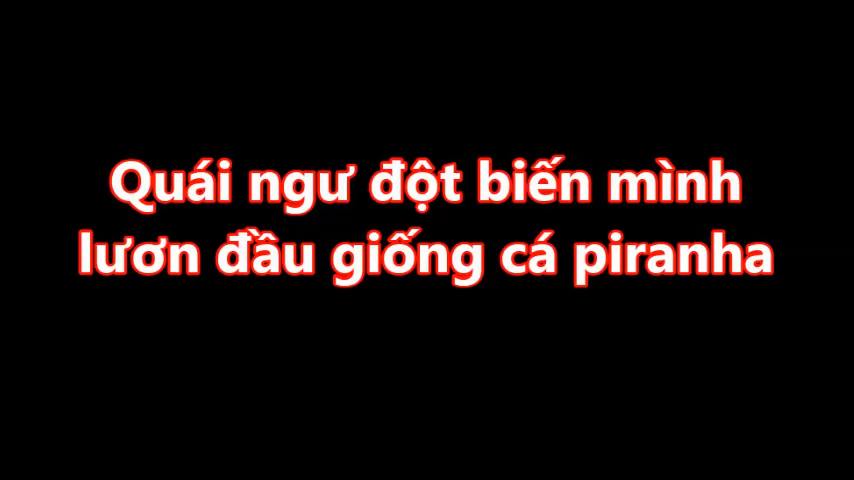 Quái ngư đột biến mình
lươn đầu giống cá piranha